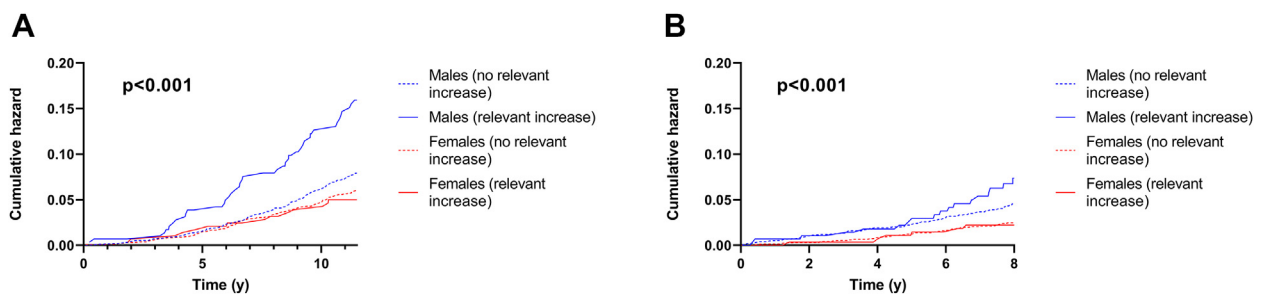 A
p<0.001
Cumulative hazard
0.20
0.15
0.10
0.05
0.00
0 5 10
Time (y)
Males (no relevant
increase)
Males (relevant increase)
Females (no relevant
increase)
Females (relevant
increase)
B
p<0.001
Cumulative hazard
0.20
0.15
0.10
0.05
0.00
0 2 4 6 8
Time (y)
Males (no relevant
increase)
Males (relevant increase)
Females (no relevant
increase)
Females (relevant
increase)